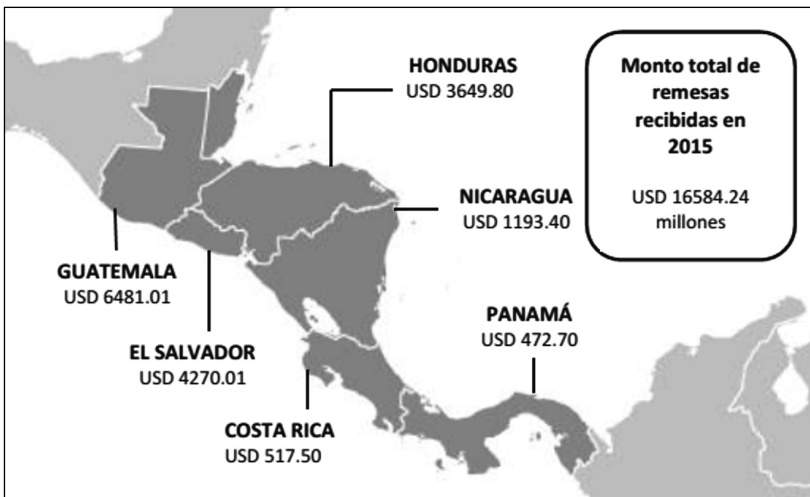 HONDURAS
USD 3649.80
Monto total de
remesas
recibidas en
2015
USD 16584.24
millones
NICARAGUA
USD 1193.40
GUATEMALA
USD 6481.01
PANAMÁ
USD 472.70
EL SALVADOR
USD 4270.01
COSTA RICA
USD 517.50